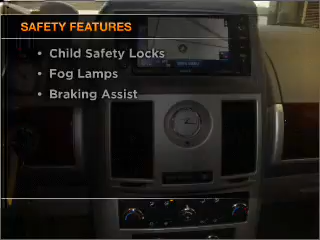 SAFETY FEATURES
• Child Safety Locks
• Fog Lamps
• Braking Assist